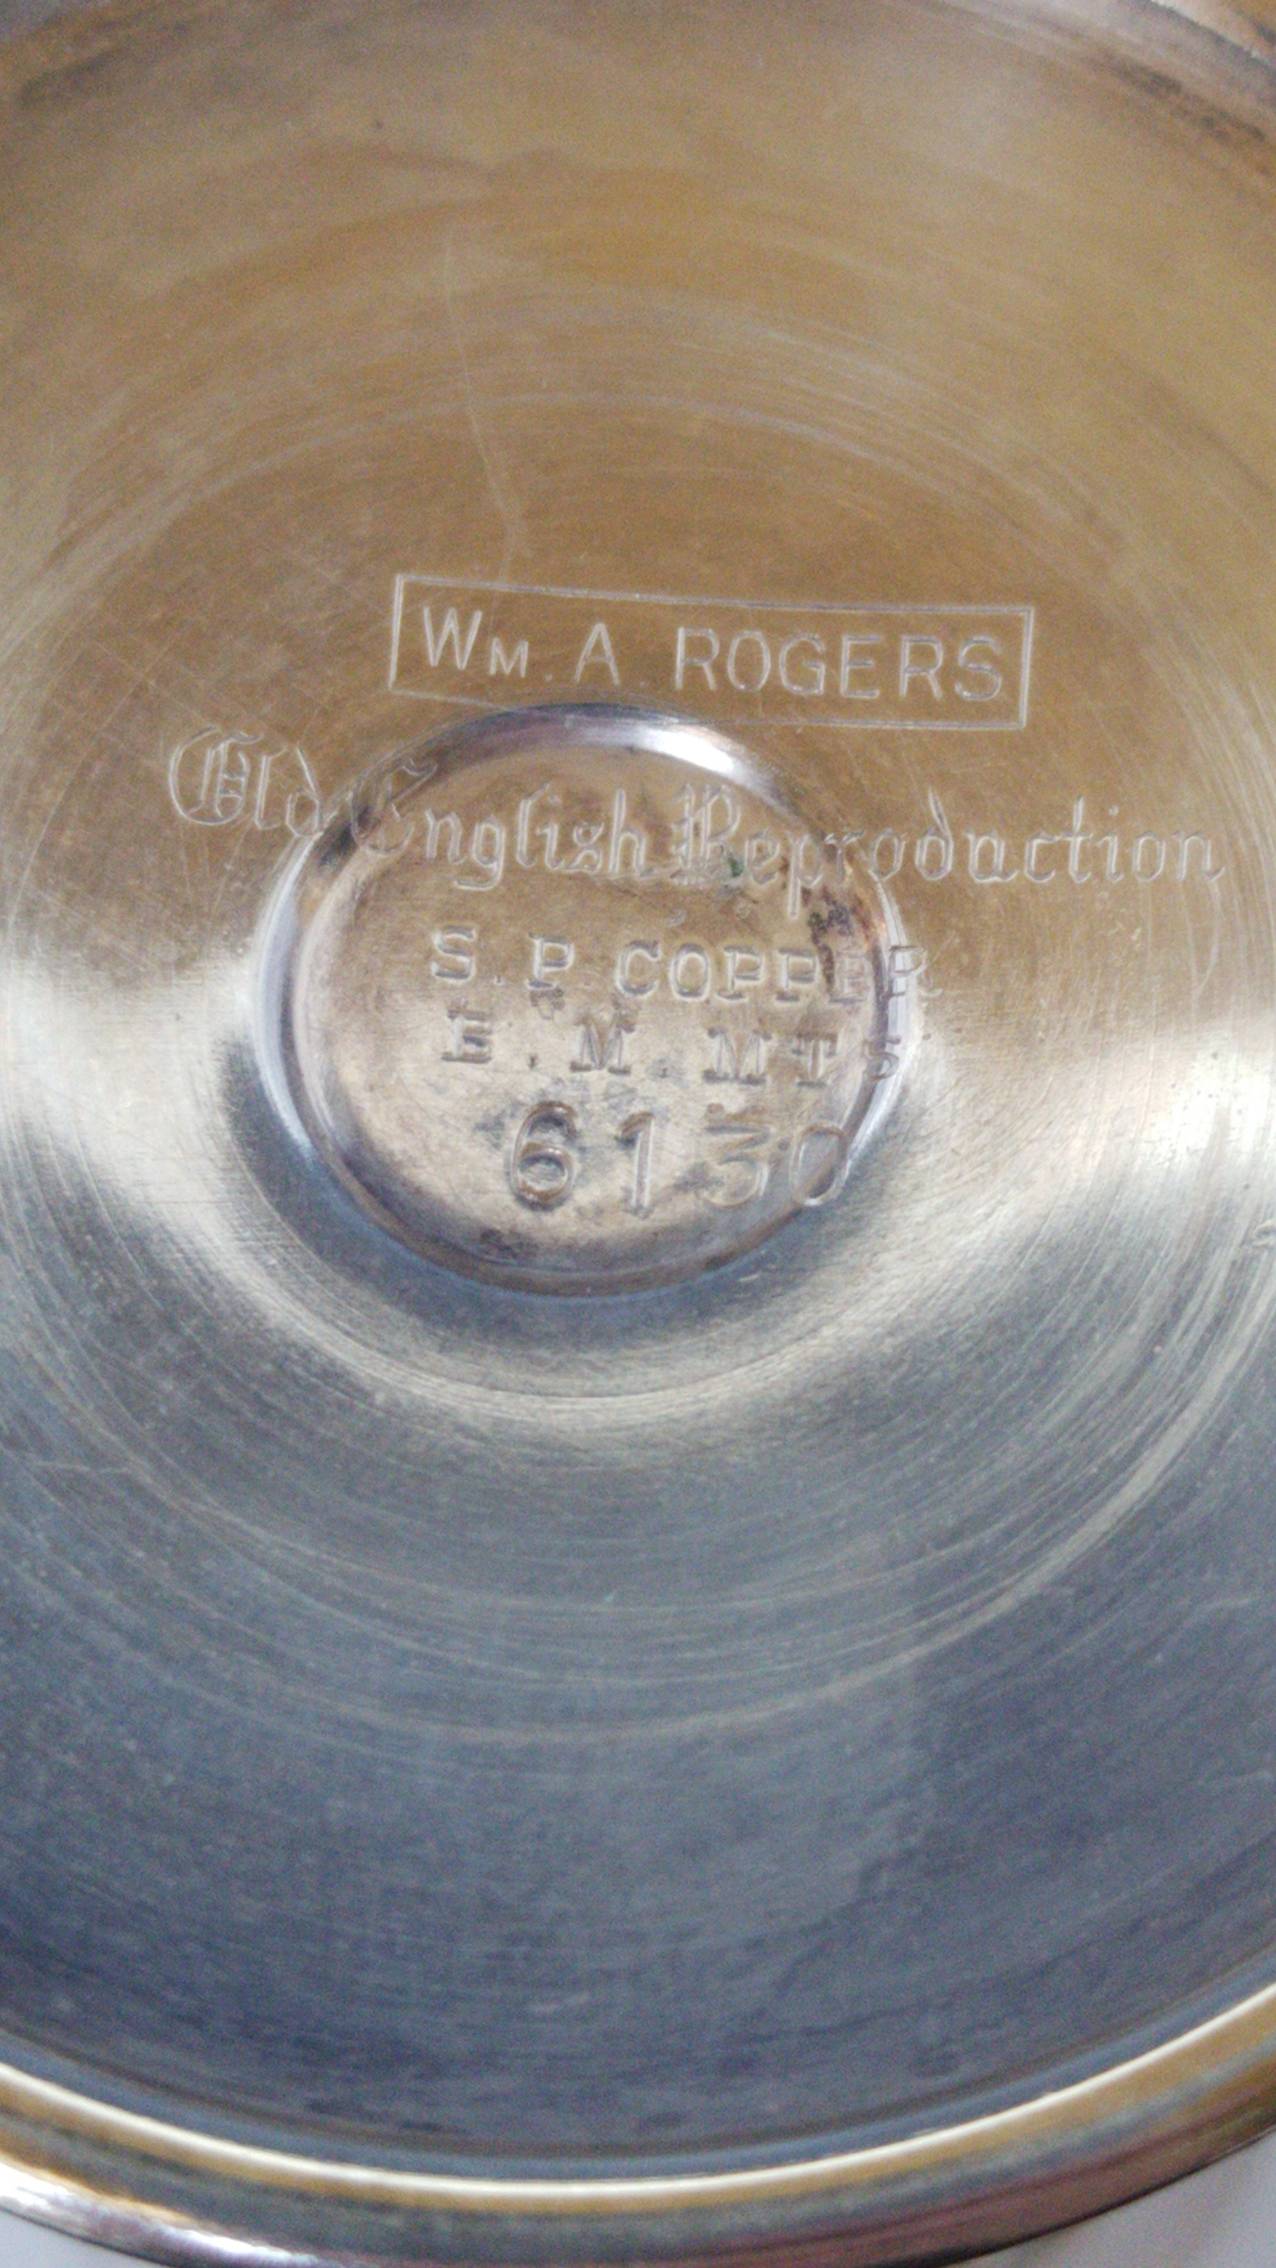 WM. A. ROGERS
Old English Reproduction
S. P. COPPER
E. M. MTS.
6130